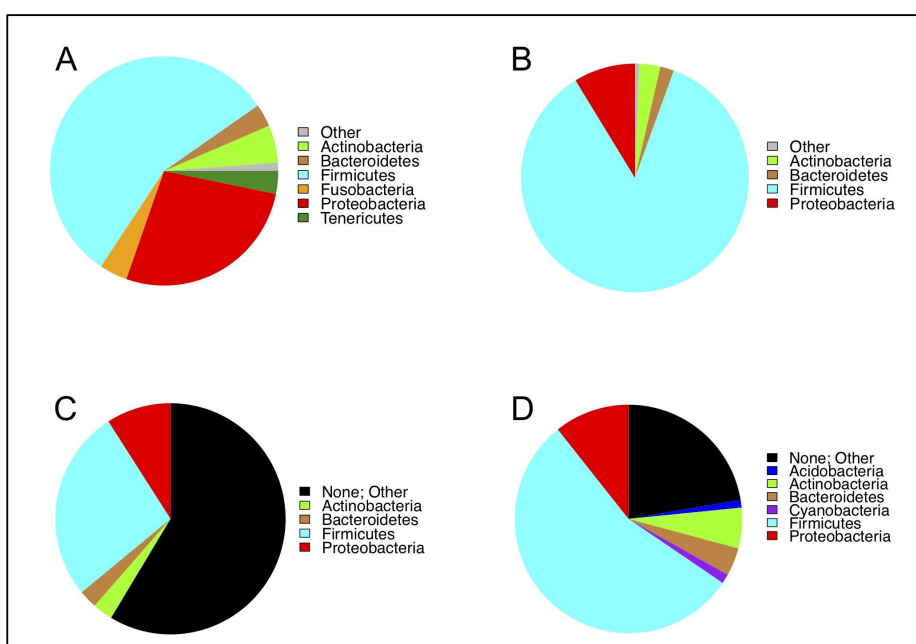 A
Other
Actinobacteria
Bacteroidetes
Firmicutes
Fusobacteria
Proteobacteria
Tenericutes
B
Other
Actinobacteria
Bacteroidetes
Firmicutes
Proteobacteria
C
None; Other
Actinobacteria
Bacteroidetes
Firmicutes
Proteobacteria
D
None; Other
Acidobacteria
Actinobacteria
Bacteroidetes
Cyanobacteria
Firmicutes
Proteobacteria